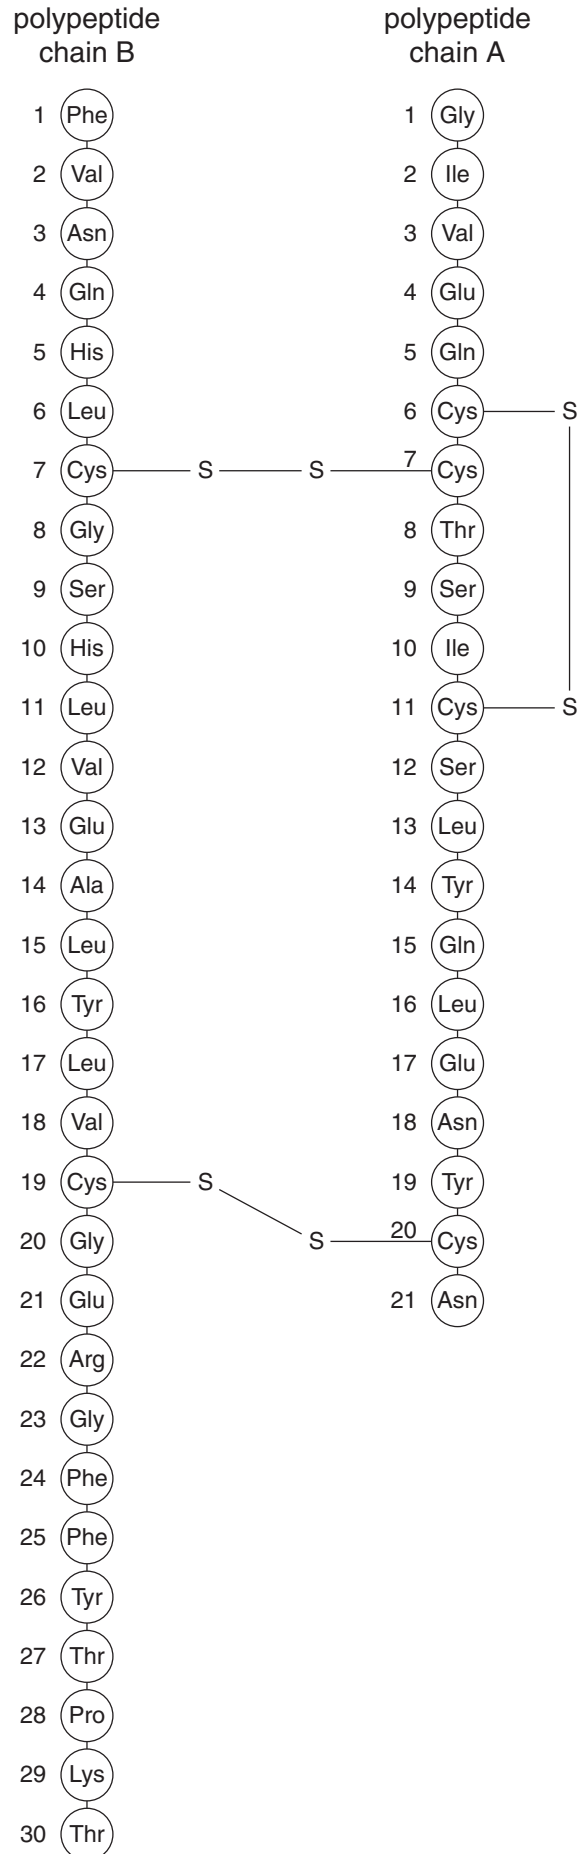 polypeptide
chain B
polypeptide
chain A
1 Phe
1 Gly
2 Val
2 Ile
3 Asn
3 Val
4 Gln
4 Glu
5 His
5 Gln
6 Leu
6 Cys S
7 Cys S S 7 Cys
8 Gly
8 Thr
9 Ser
9 Ser
10 His
10 Ile
11 Leu
11 Cys S
12 Val
12 Ser
13 Glu
13 Leu
14 Ala
14 Tyr
15 Leu
15 Gln
16 Tyr
16 Leu
17 Leu
17 Glu
18 Val
18 Asn
19 Cys S
19 Tyr
20 Gly
S 20 Cys
21 Glu
21 Asn
22 Arg
23 Gly
24 Phe
25 Phe
26 Tyr
27 Thr
28 Pro
29 Lys
30 Thr